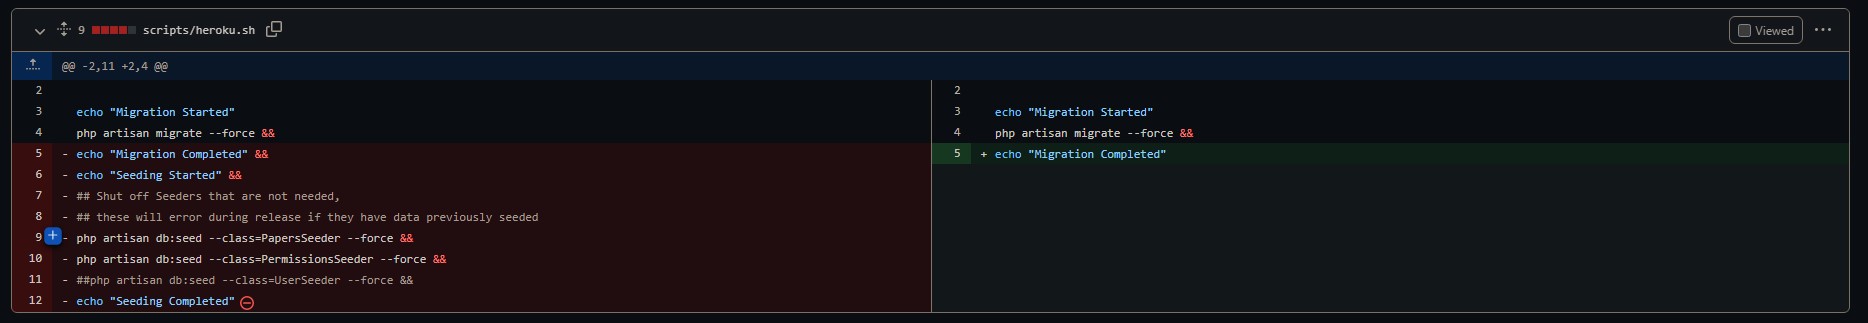 9 scripts/heroku.sh Viewed
@@ -2,11 +2,4 @@
2
3 echo "Migration Started"
4 php artisan migrate --force &&
5 - echo "Migration Completed" &&
6 - echo "Seeding Started" &&
7 - ## Shut off Seeders that are not needed,
8 - ## these will error during release if they have data previously seeded
9 - php artisan db:seed --class=PapersSeeder --force &&
10 - php artisan db:seed --class=PermissionsSeeder --force &&
11 - ##php artisan db:seed --class=UserSeeder --force &&
12 - echo "Seeding Completed"
2
3 echo "Migration Started"
4 php artisan migrate --force &&
5 + echo "Migration Completed"